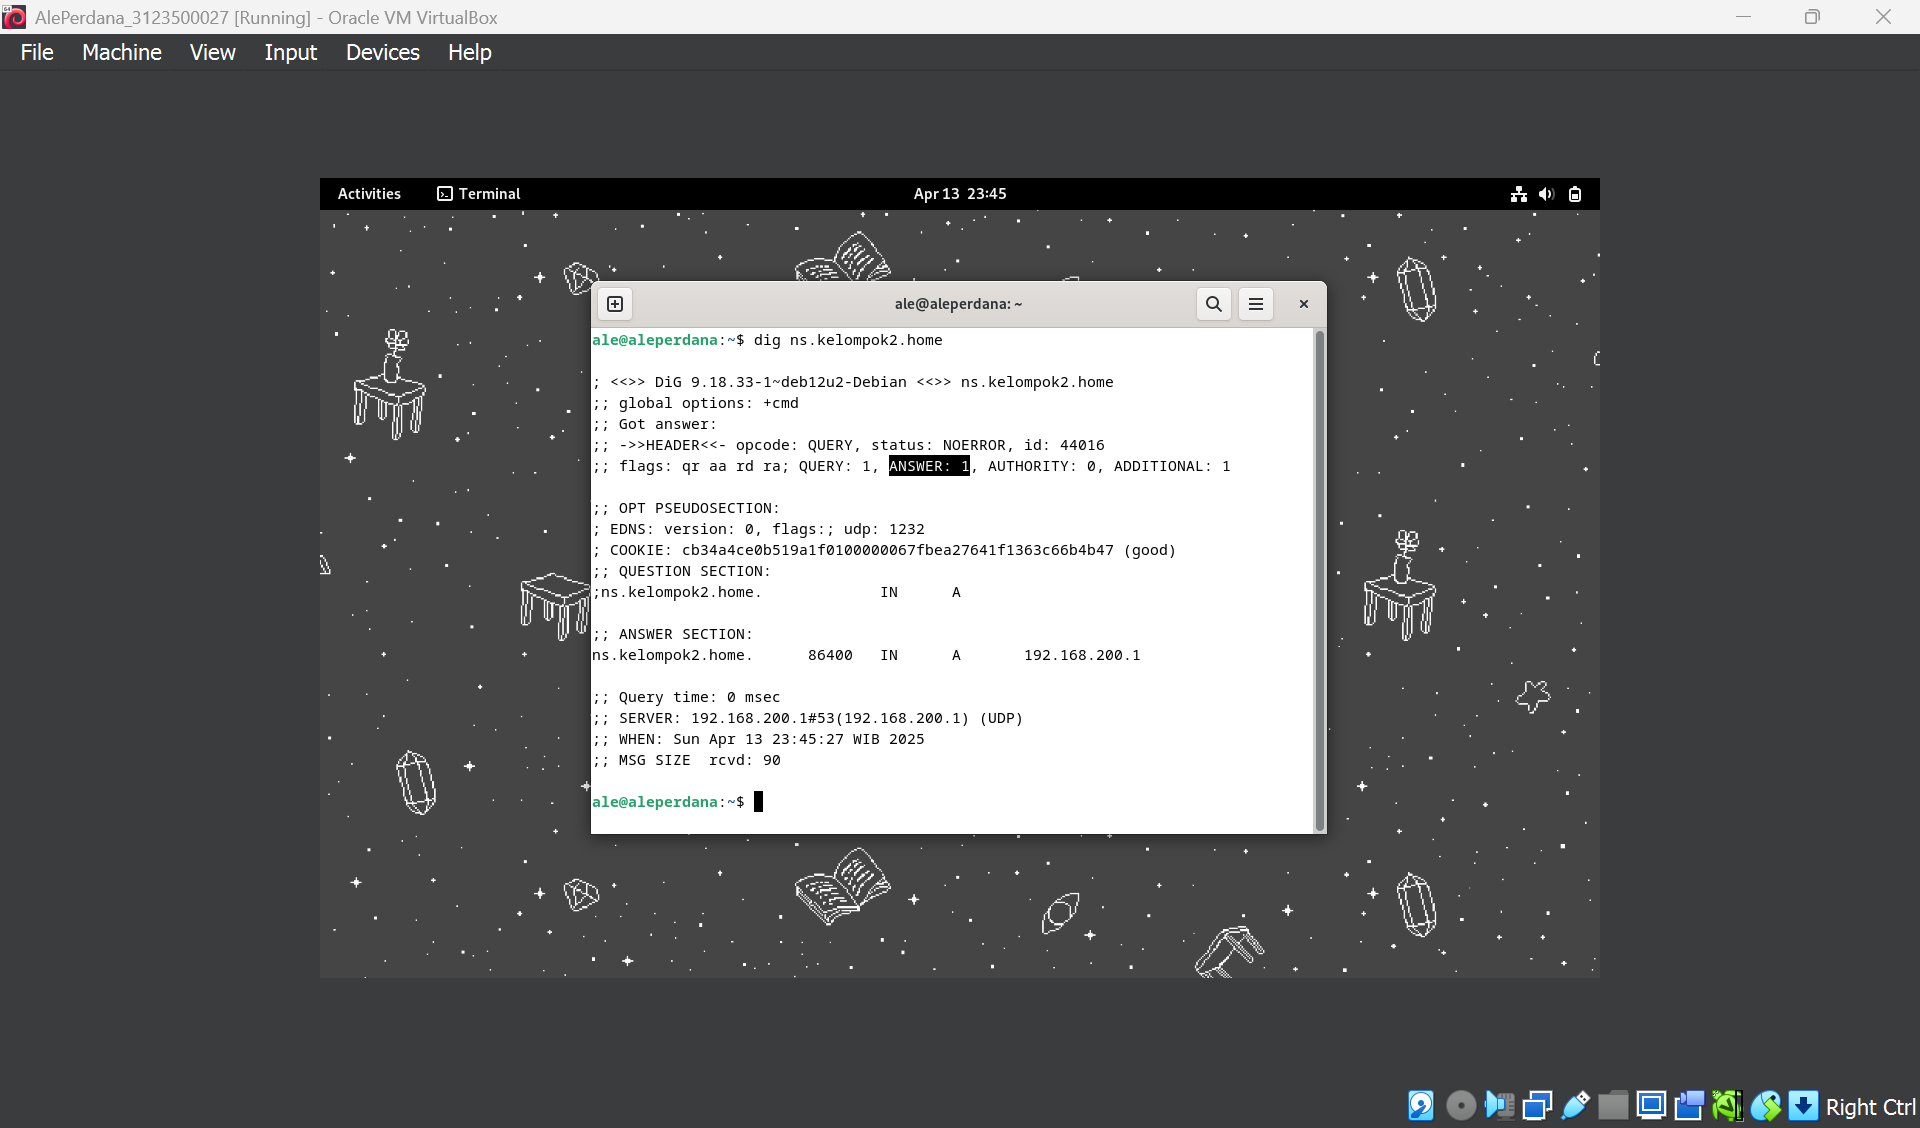 AlePerdana_3123500027 [Running] - Oracle VM VirtualBox
File Machine View Input Devices Help
Activities Terminal Apr 13 23:45
ale@aleperdana: ~
ale@aleperdana:~$ dig ns.kelompok2.home
; <<>> DiG 9.18.33-1~deb12u2-Debian <<>> ns.kelompok2.home
;; global options: +cmd
;; Got answer:
;; ->>HEADER<<- opcode: QUERY, status: NOERROR, id: 44016
;; flags: qr aa rd ra; QUERY: 1, ANSWER: 1, AUTHORITY: 0, ADDITIONAL: 1
;; OPT PSEUDOSECTION:
; EDNS: version: 0, flags:; udp: 1232
; COOKIE: cb34a4ce0b519a1f0100000067fbea27641f1363c66b4b47 (good)
;; QUESTION SECTION:
;ns.kelompok2.home. IN A
;; ANSWER SECTION:
ns.kelompok2.home. 86400 IN A 192.168.200.1
;; Query time: 0 msec
;; SERVER: 192.168.200.1#53(192.168.200.1) (UDP)
;; WHEN: Sun Apr 13 23:45:27 WIB 2025
;; MSG SIZE rcvd: 90
ale@aleperdana:~$
Right Ctrl